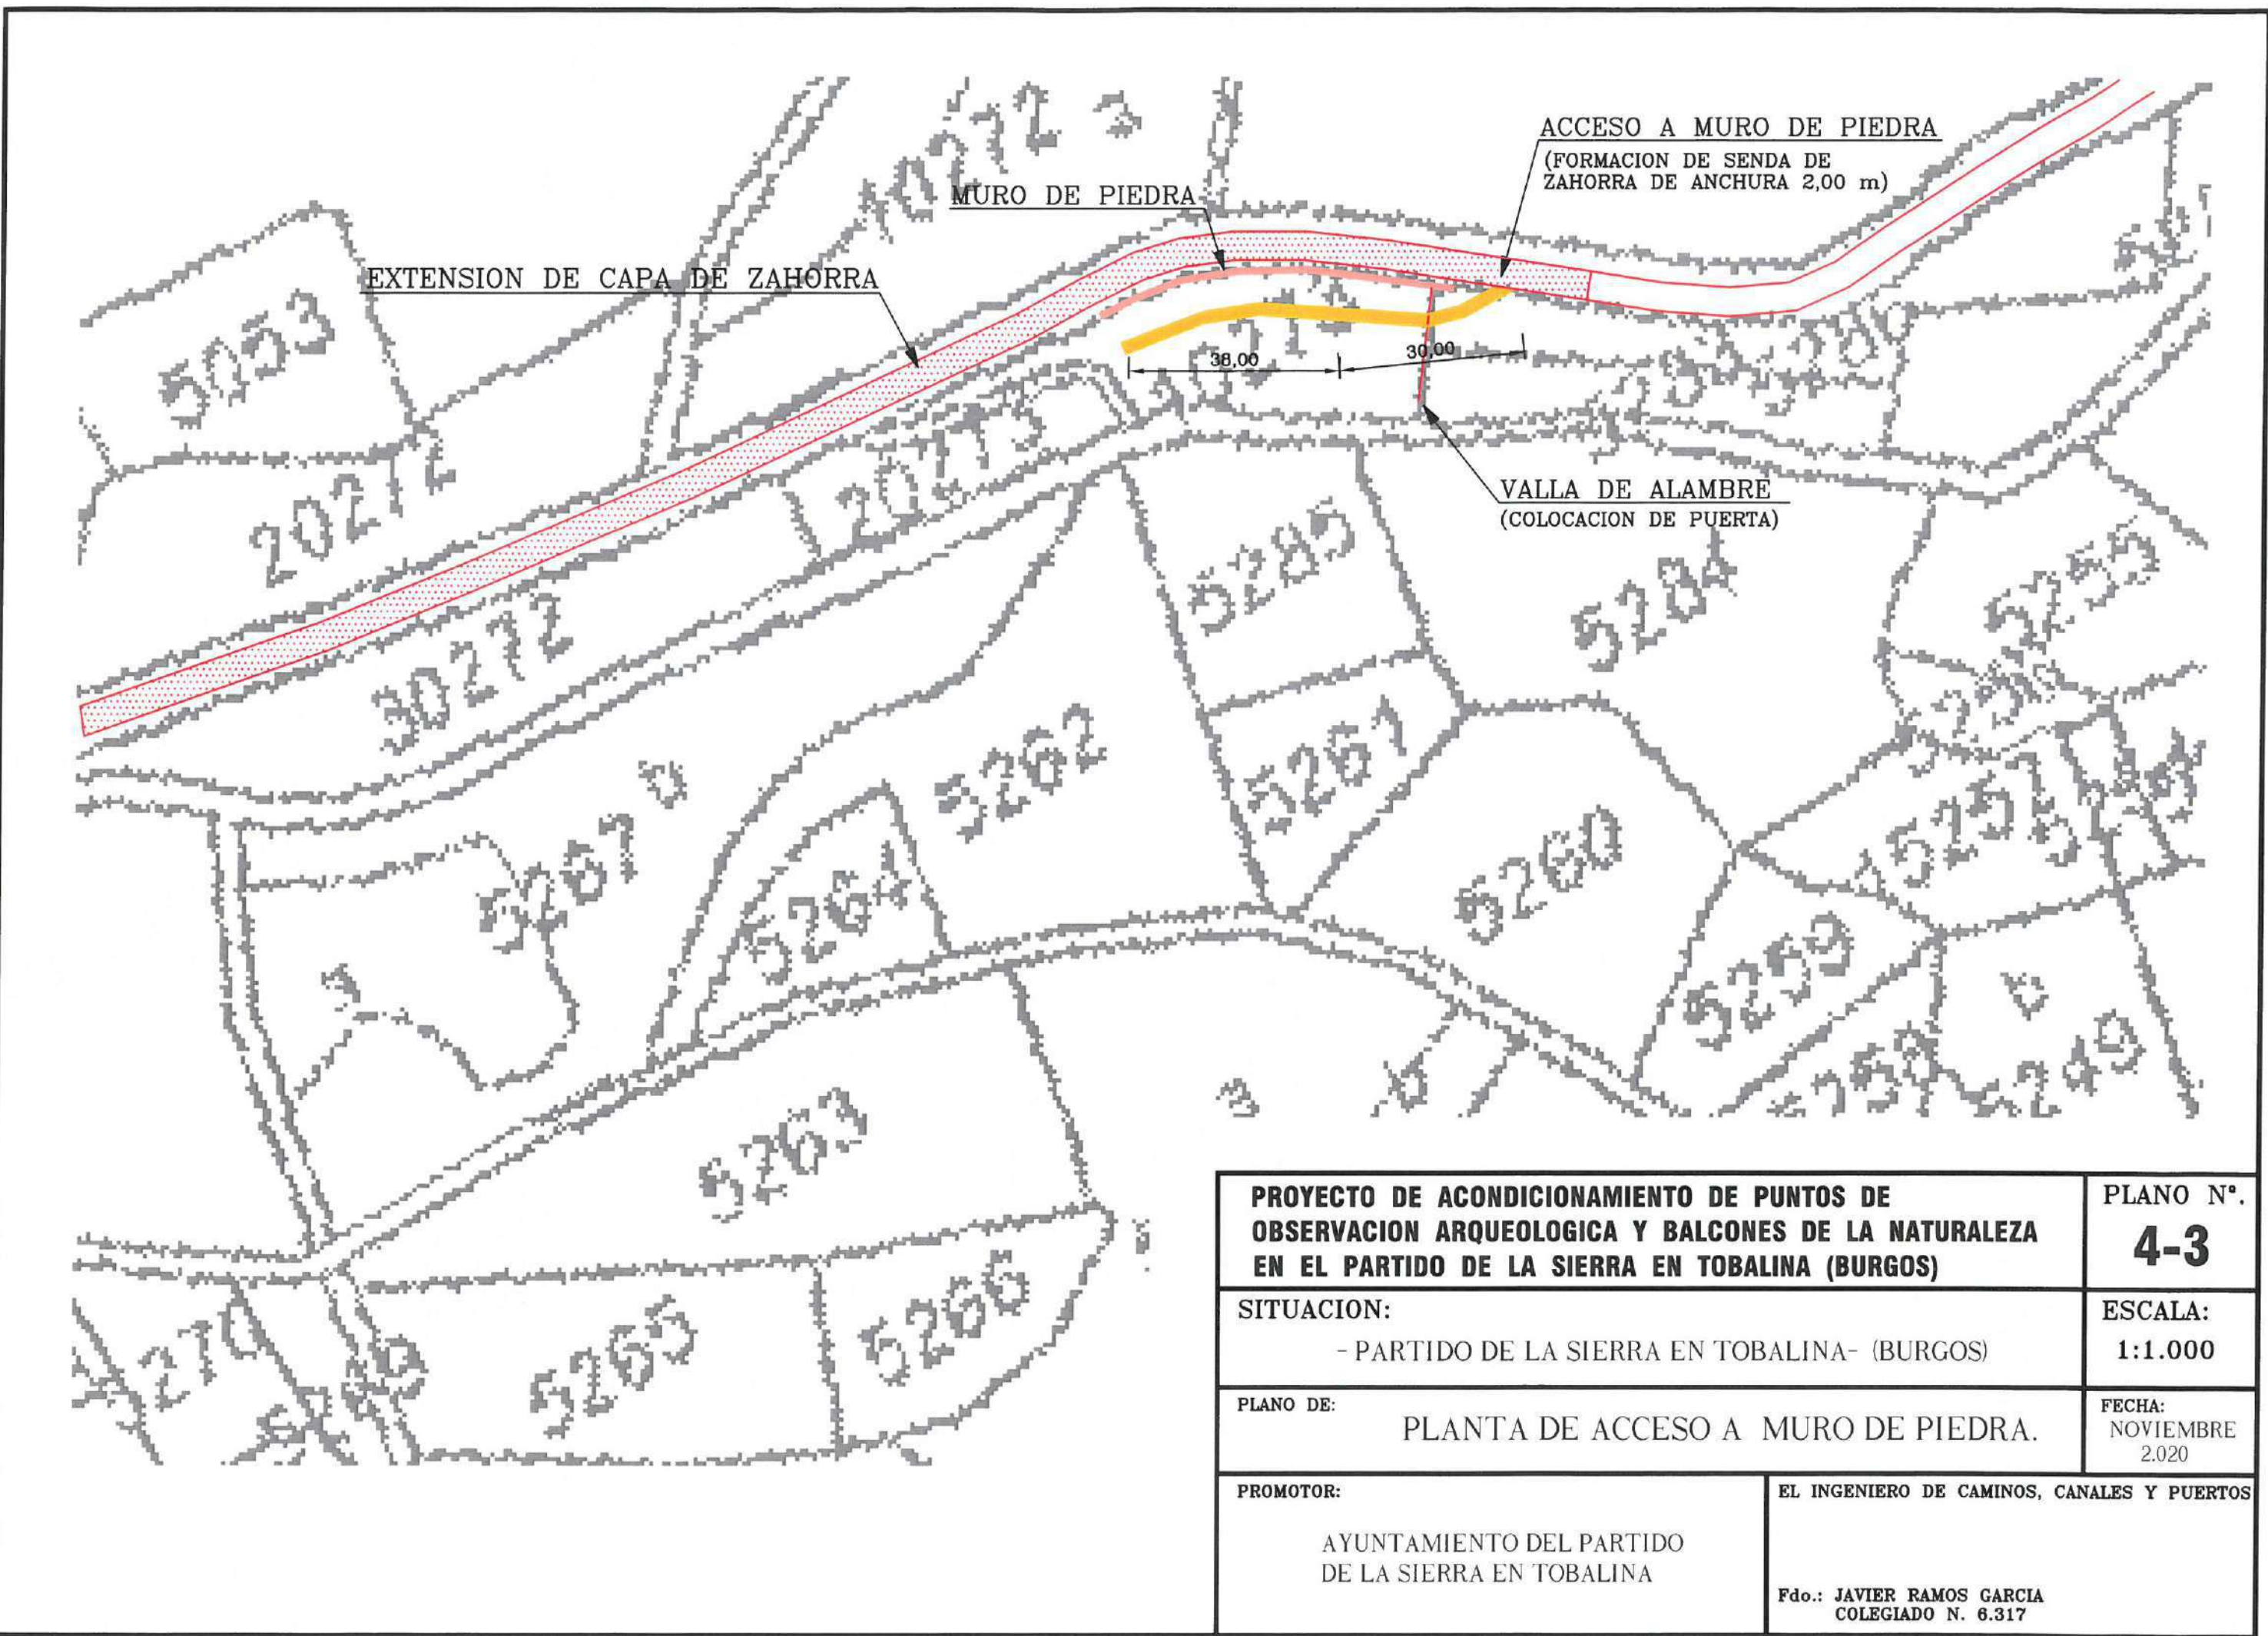 ACCESO A MURO DE PIEDRA
(FORMACION DE SENDA DE
ZAHORRA DE ANCHURA 2,00 m)
MURO DE PIEDRA
EXTENSION DE CAPA DE ZAHORRA
10272
5053
20272
38,00
30,00
20273
VALLA DE ALAMBRE
(COLOCACION DE PUERTA)
5285
5284
5255
30272
5262
5261
5267
5264
5260
5257
5259
5263
5249
5265
5266
PROYECTO DE ACONDICIONAMIENTO DE PUNTOS DE
OBSERVACION ARQUEOLOGICA Y BALCONES DE LA NATURALEZA
EN EL PARTIDO DE LA SIERRA EN TOBALINA (BURGOS)
PLANO Nº.
4-3
SITUACION:
- PARTIDO DE LA SIERRA EN TOBALINA- (BURGOS)
ESCALA:
1:1.000
PLANO DE:
PLANTA DE ACCESO A MURO DE PIEDRA.
FECHA:
NOVIEMBRE
2.020
PROMOTOR:
AYUNTAMIENTO DEL PARTIDO
DE LA SIERRA EN TOBALINA
EL INGENIERO DE CAMINOS, CANALES Y PUERTOS
Fdo.: JAVIER RAMOS GARCIA
COLEGIADO N. 6.317